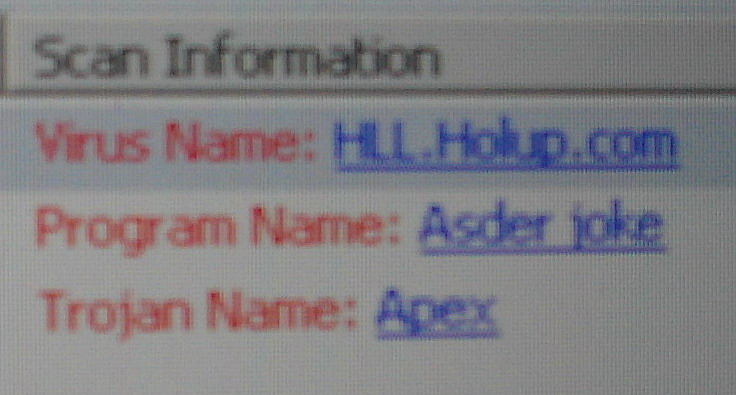 Scan Information
Virus Name: HLL.Holup.com
Program Name: Asder joke
Trojan Name: Apex